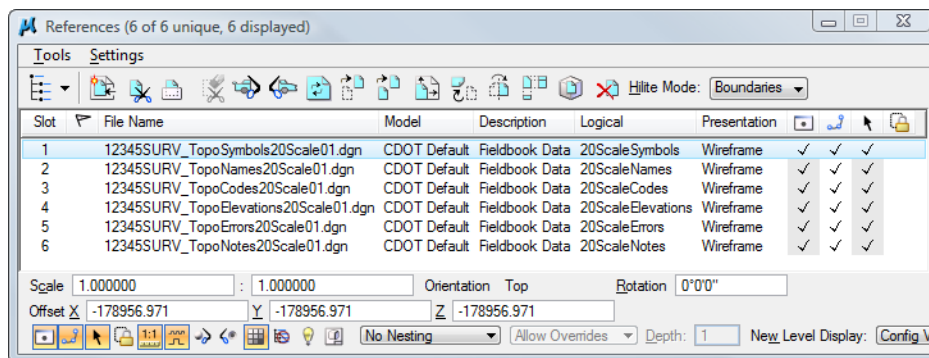 References (6 of 6 unique, 6 displayed)
Tools Settings
Hilite Mode: Boundaries
Slot File Name Model Description Logical Presentation
1 12345SURV_TopoSymbols20Scale01.dgn CDOT Default Fieldbook Data 20ScaleSymbols Wireframe
2 12345SURV_TopoNames20Scale01.dgn CDOT Default Fieldbook Data 20ScaleNames Wireframe
3 12345SURV_TopoCodes20Scale01.dgn CDOT Default Fieldbook Data 20ScaleCodes Wireframe
4 12345SURV_TopoElevations20Scale01.dgn CDOT Default Fieldbook Data 20ScaleElevations Wireframe
5 12345SURV_TopoErrors20Scale01.dgn CDOT Default Fieldbook Data 20ScaleErrors Wireframe
6 12345SURV_TopoNotes20Scale01.dgn CDOT Default Fieldbook Data 20ScaleNotes Wireframe
Scale 1.000000 : 1.000000 Orientation Top Rotation 0°0'0"
Offset X -178956.971 Y -178956.971 Z -178956.971
1:1 No Nesting Allow Overrides Depth: 1 New Level Display: Config V